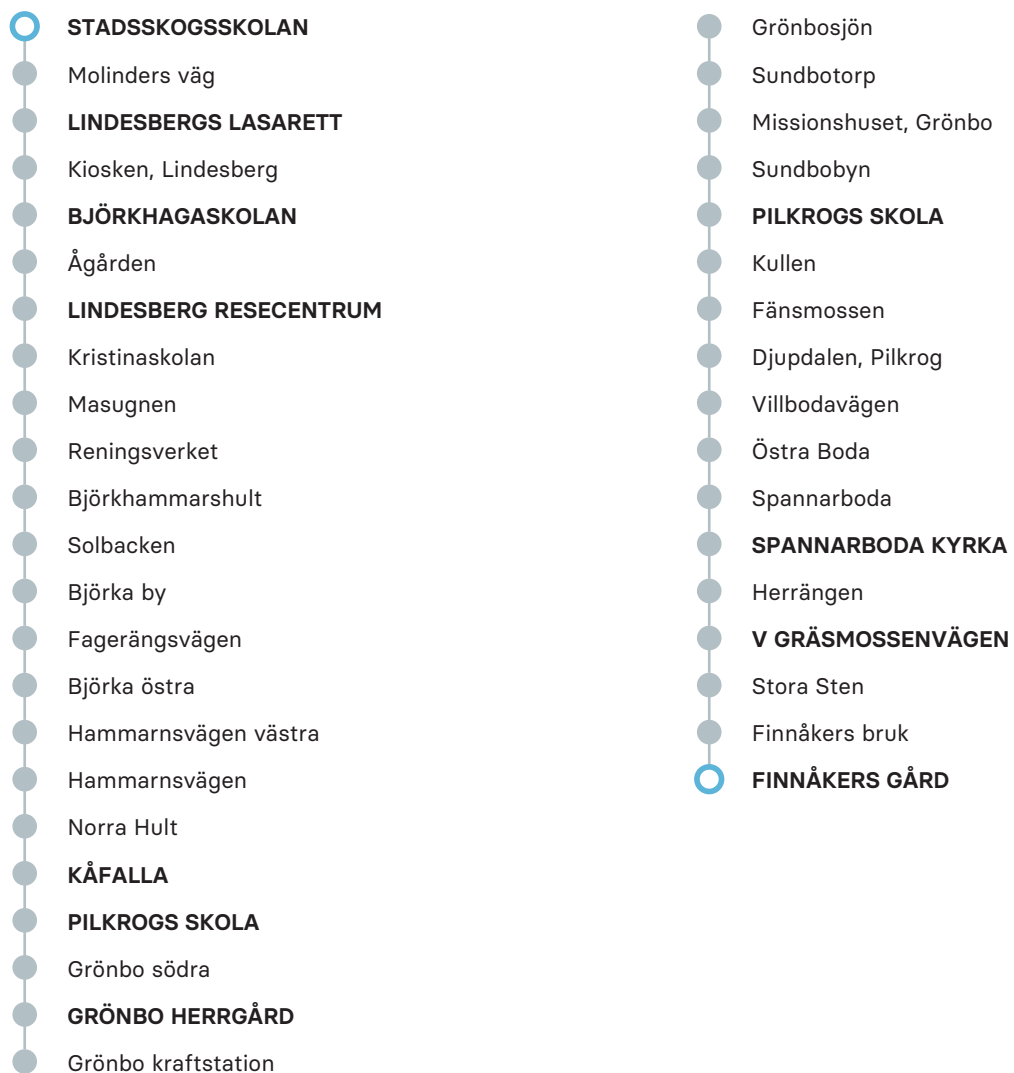 STADSSKOGSSKOLAN
Molinders väg
LINDESBERGS LASARETT
Kiosken, Lindesberg
BJÖRKHAGASKOLAN
Ågården
LINDESBERG RESECENTRUM
Kristinaskolan
Masugnen
Reningsverket
Björkhammarshult
Solbacken
Björka by
Fagerängsvägen
Björka östra
Hammarnsvägen västra
Hammarnsvägen
Norra Hult
KÅFALLA
PILKROGS SKOLA
Grönbo södra
GRÖNBO HERRGÅRD
Grönbo kraftstation
Grönbosjön
Sundbotorp
Missionshuset, Grönbo
Sundbobyn
PILKROGS SKOLA
Kullen
Fänsmossen
Djupdalen, Pilkrog
Villbodavägen
Östra Boda
Spannarboda
SPANNARBODA KYRKA
Herrängen
V GRÄSMOSSENVÄGEN
Stora Sten
Finnåkers bruk
FINNÅKERS GÅRD